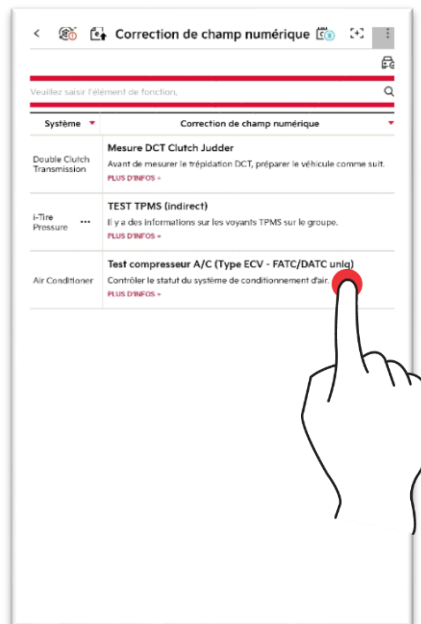 Correction de champ numérique
Veuillez saisir l'élément de fonction.
Système Correction de champ numérique
Double Clutch Transmission
Mesure DCT Clutch Judder
Avant de mesurer le trépidation DCT, préparer le véhicule comme suit.
PLUS D'INFOS +
i-Tire Pressure
•••
TEST TPMS (indirect)
Il y a des informations sur les voyants TPMS sur le groupe.
PLUS D'INFOS +
Air Conditioner
Test compresseur A/C (Type ECV - FATC/DATC uniq)
Contrôler le statut du système de conditionnement d'air.
PLUS D'INFOS +